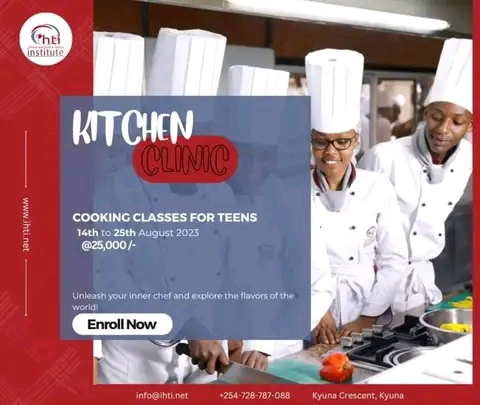 ihti
institute
KITCHEN
CLINIC
COOKING CLASSES FOR TEENS
14th to 25th August 2023
@25,000 /-
Unleash your inner chef and explore the flavors of the
world!
Enroll Now
www.ihti.net
info@ihti.net +254-728-787-088 Kyuna Crescent, Kyuna